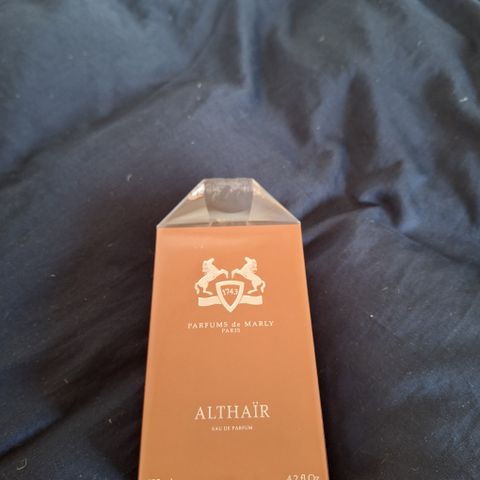 1743
PARFUMS de MARLY
PARIS
ALTHAÏR
EAU DE PARFUM
4.2 fl Oz